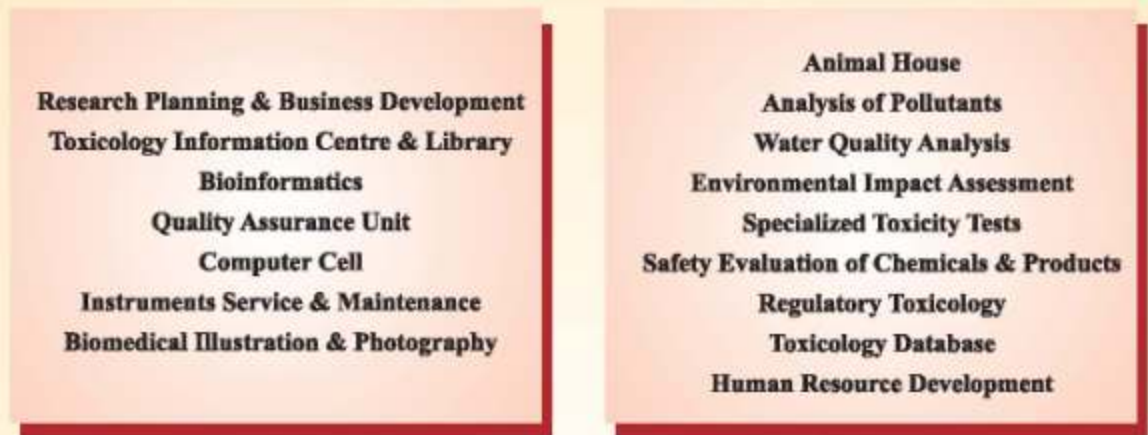 Research Planning & Business Development
Toxicology Information Centre & Library
Bioinformatics
Quality Assurance Unit
Computer Cell
Instruments Service & Maintenance
Biomedical Illustration & Photography
Animal House
Analysis of Pollutants
Water Quality Analysis
Environmental Impact Assessment
Specialized Toxicity Tests
Safety Evaluation of Chemicals & Products
Regulatory Toxicology
Toxicology Database
Human Resource Development